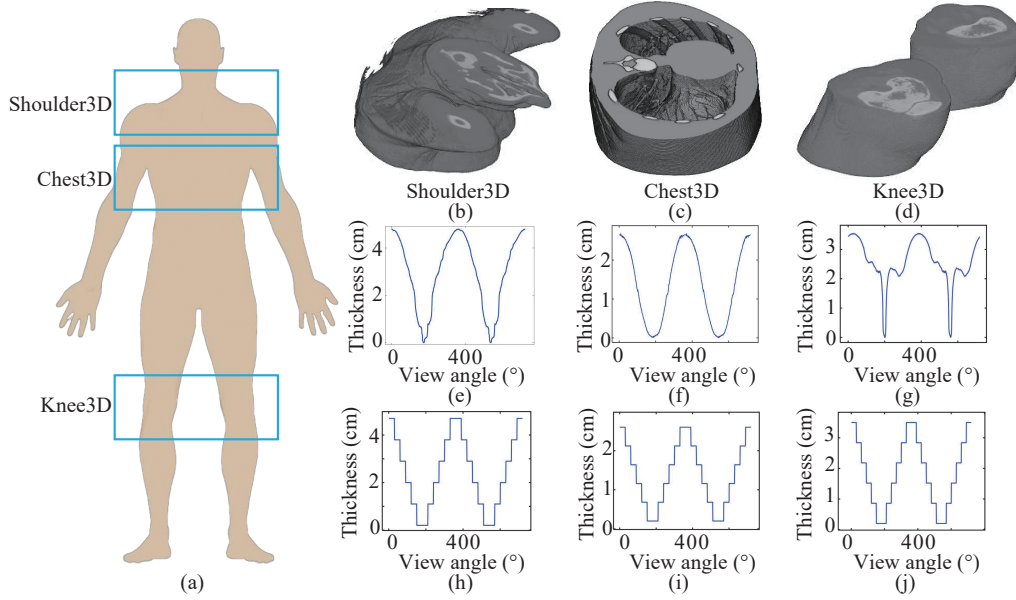 Shoulder3D
Chest3D
Knee3D
(a)
Shoulder3D
(b)
Chest3D
(c)
Knee3D
(d)
Thickness (cm)
4
2
0
0
400
View angle (°)
(e)
Thickness (cm)
2
0
0
400
View angle (°)
(f)
Thickness (cm)
3
2
1
0
0
400
View angle (°)
(g)
Thickness (cm)
4
2
0
0
400
View angle (°)
(h)
Thickness (cm)
2
1
0
0
400
View angle (°)
(i)
Thickness (cm)
3
2
1
0
0
400
View angle (°)
(j)